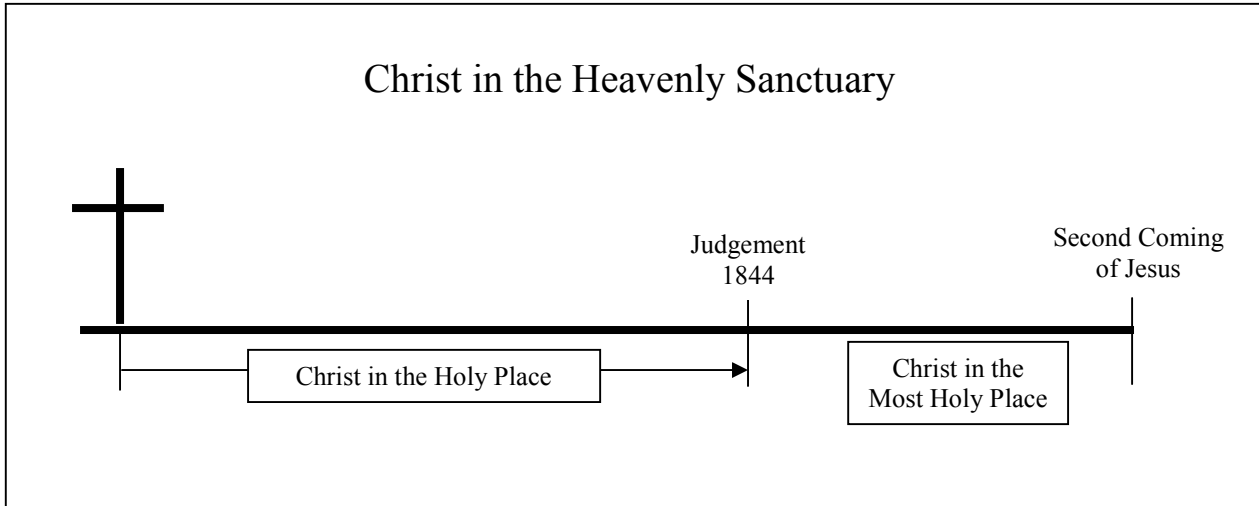 Christ in the Heavenly Sanctuary
Judgement
1844
Second Coming
of Jesus
Christ in the Holy Place
Christ in the
Most Holy Place